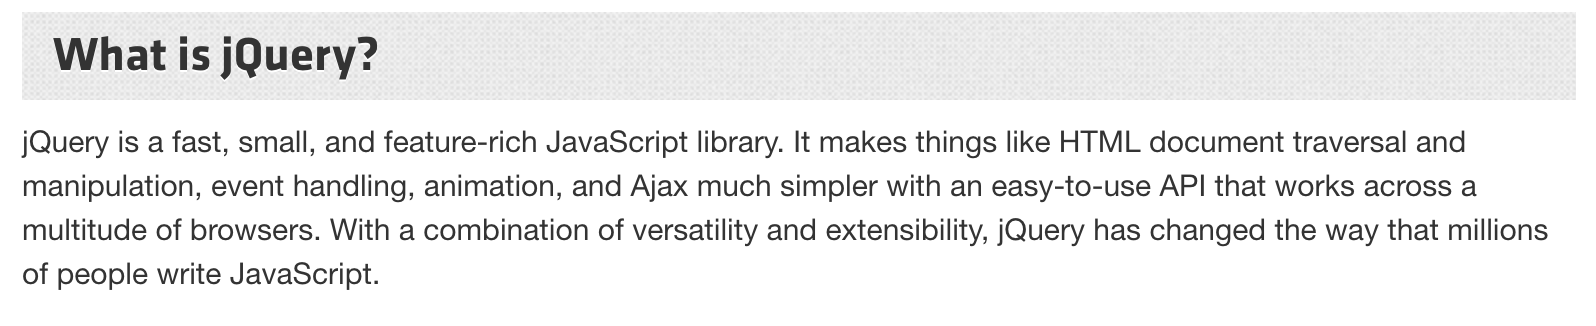 What is jQuery?
jQuery is a fast, small, and feature-rich JavaScript library. It makes things like HTML document traversal and
manipulation, event handling, animation, and Ajax much simpler with an easy-to-use API that works across a
multitude of browsers. With a combination of versatility and extensibility, jQuery has changed the way that millions
of people write JavaScript.